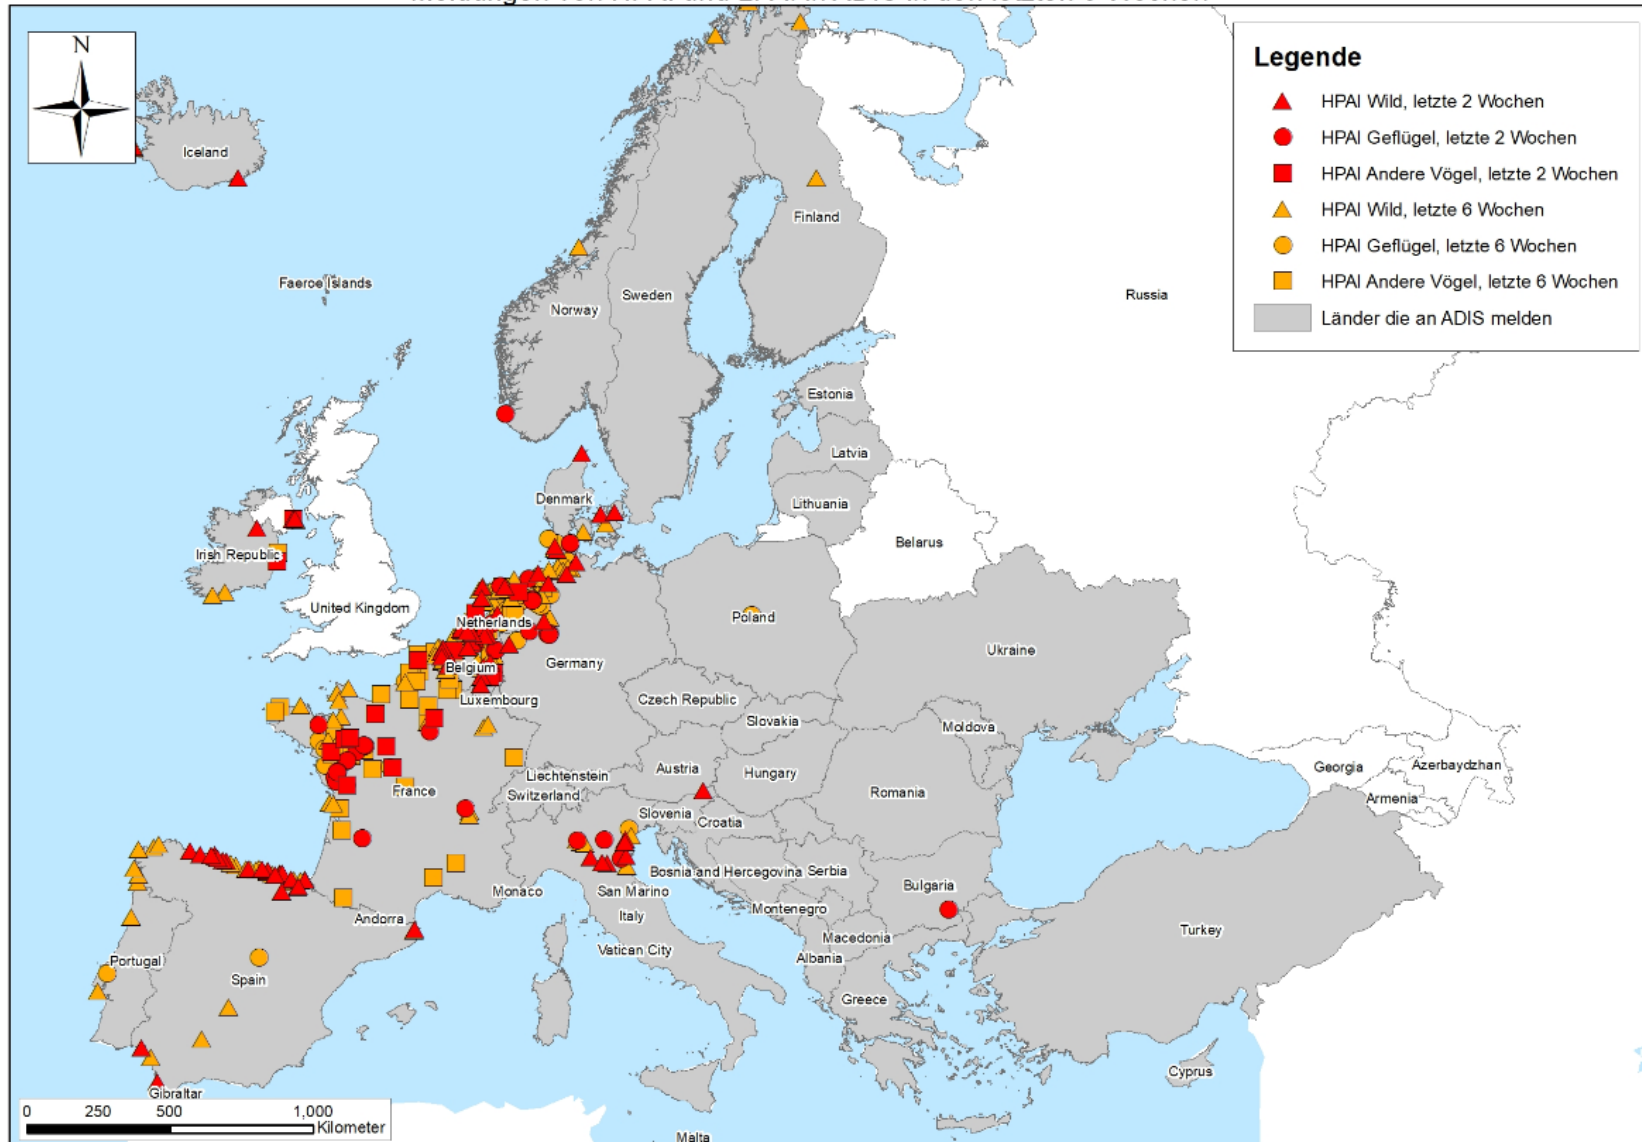 N
Legende
HPAI Wild, letzte 2 Wochen
HPAI Geflügel, letzte 2 Wochen
HPAI Andere Vögel, letzte 2 Wochen
HPAI Wild, letzte 6 Wochen
HPAI Geflügel, letzte 6 Wochen
HPAI Andere Vögel, letzte 6 Wochen
Länder die an ADIS melden
Iceland
Finland
Faeroe Islands
Sweden
Norway
Russia
Estonia
Latvia
Lithuania
Denmark
Belarus
Irish Republic
United Kingdom
Netherlands
Poland
Germany
Belgium
Ukraine
Luxembourg
Czech Republic
Slovakia
Moldova
Liechtenstein
Austria
Hungary
Georgia
Azerbaydzhan
France
Switzerland
Romania
Armenia
Slovenia
Croatia
Bosnia and Hercegovina
Serbia
Monaco
San Marino
Bulgaria
Andorra
Italy
Montenegro
Turkey
Macedonia
Vatican City
Albania
Portugal
Spain
Greece
Cyprus
Gibraltar
0 250 500 1,000
Kilometer
Malta